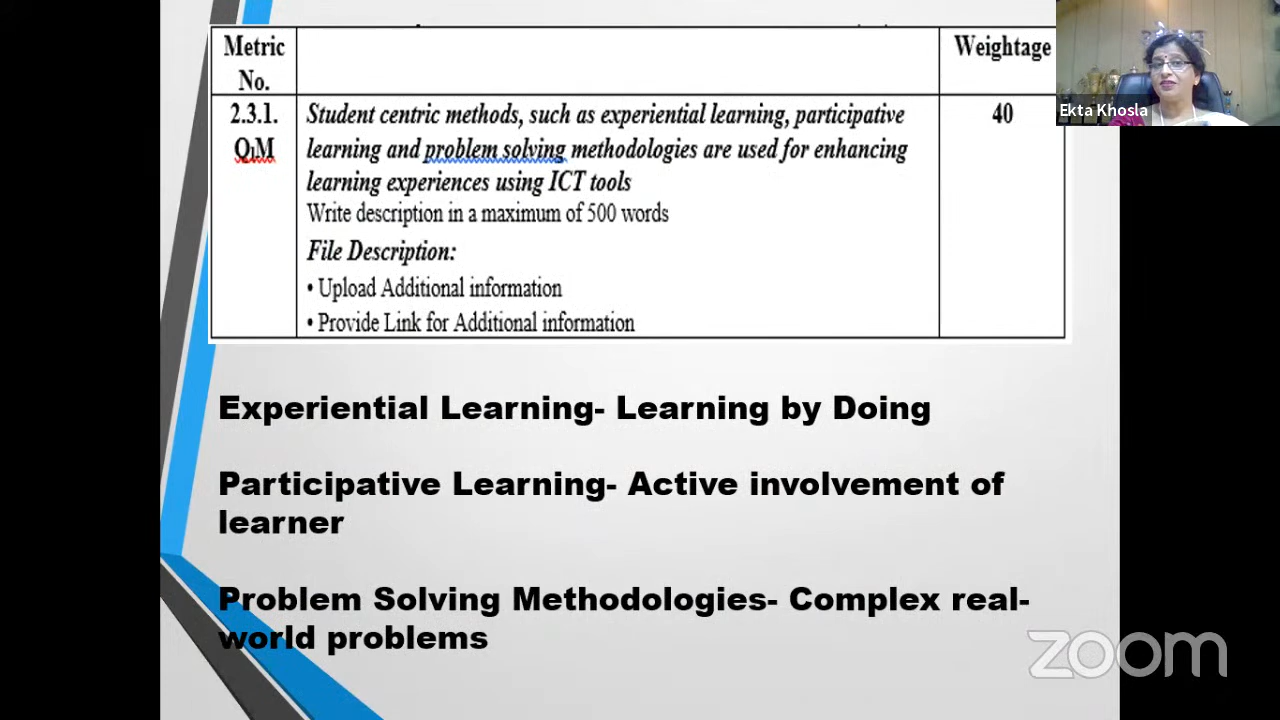 Metric No.
Weightage
2.3.1. QlM
Student centric methods, such as experiential learning, participative
learning and problem solving methodologies are used for enhancing
learning experiences using ICT tools
40
Write description in a maximum of 500 words
File Description:
• Upload Additional information
• Provide Link for Additional information
Ekta Khosla
Experiential Learning- Learning by Doing
Participative Learning- Active involvement of
learner
Problem Solving Methodologies- Complex real-
world problems
zoom